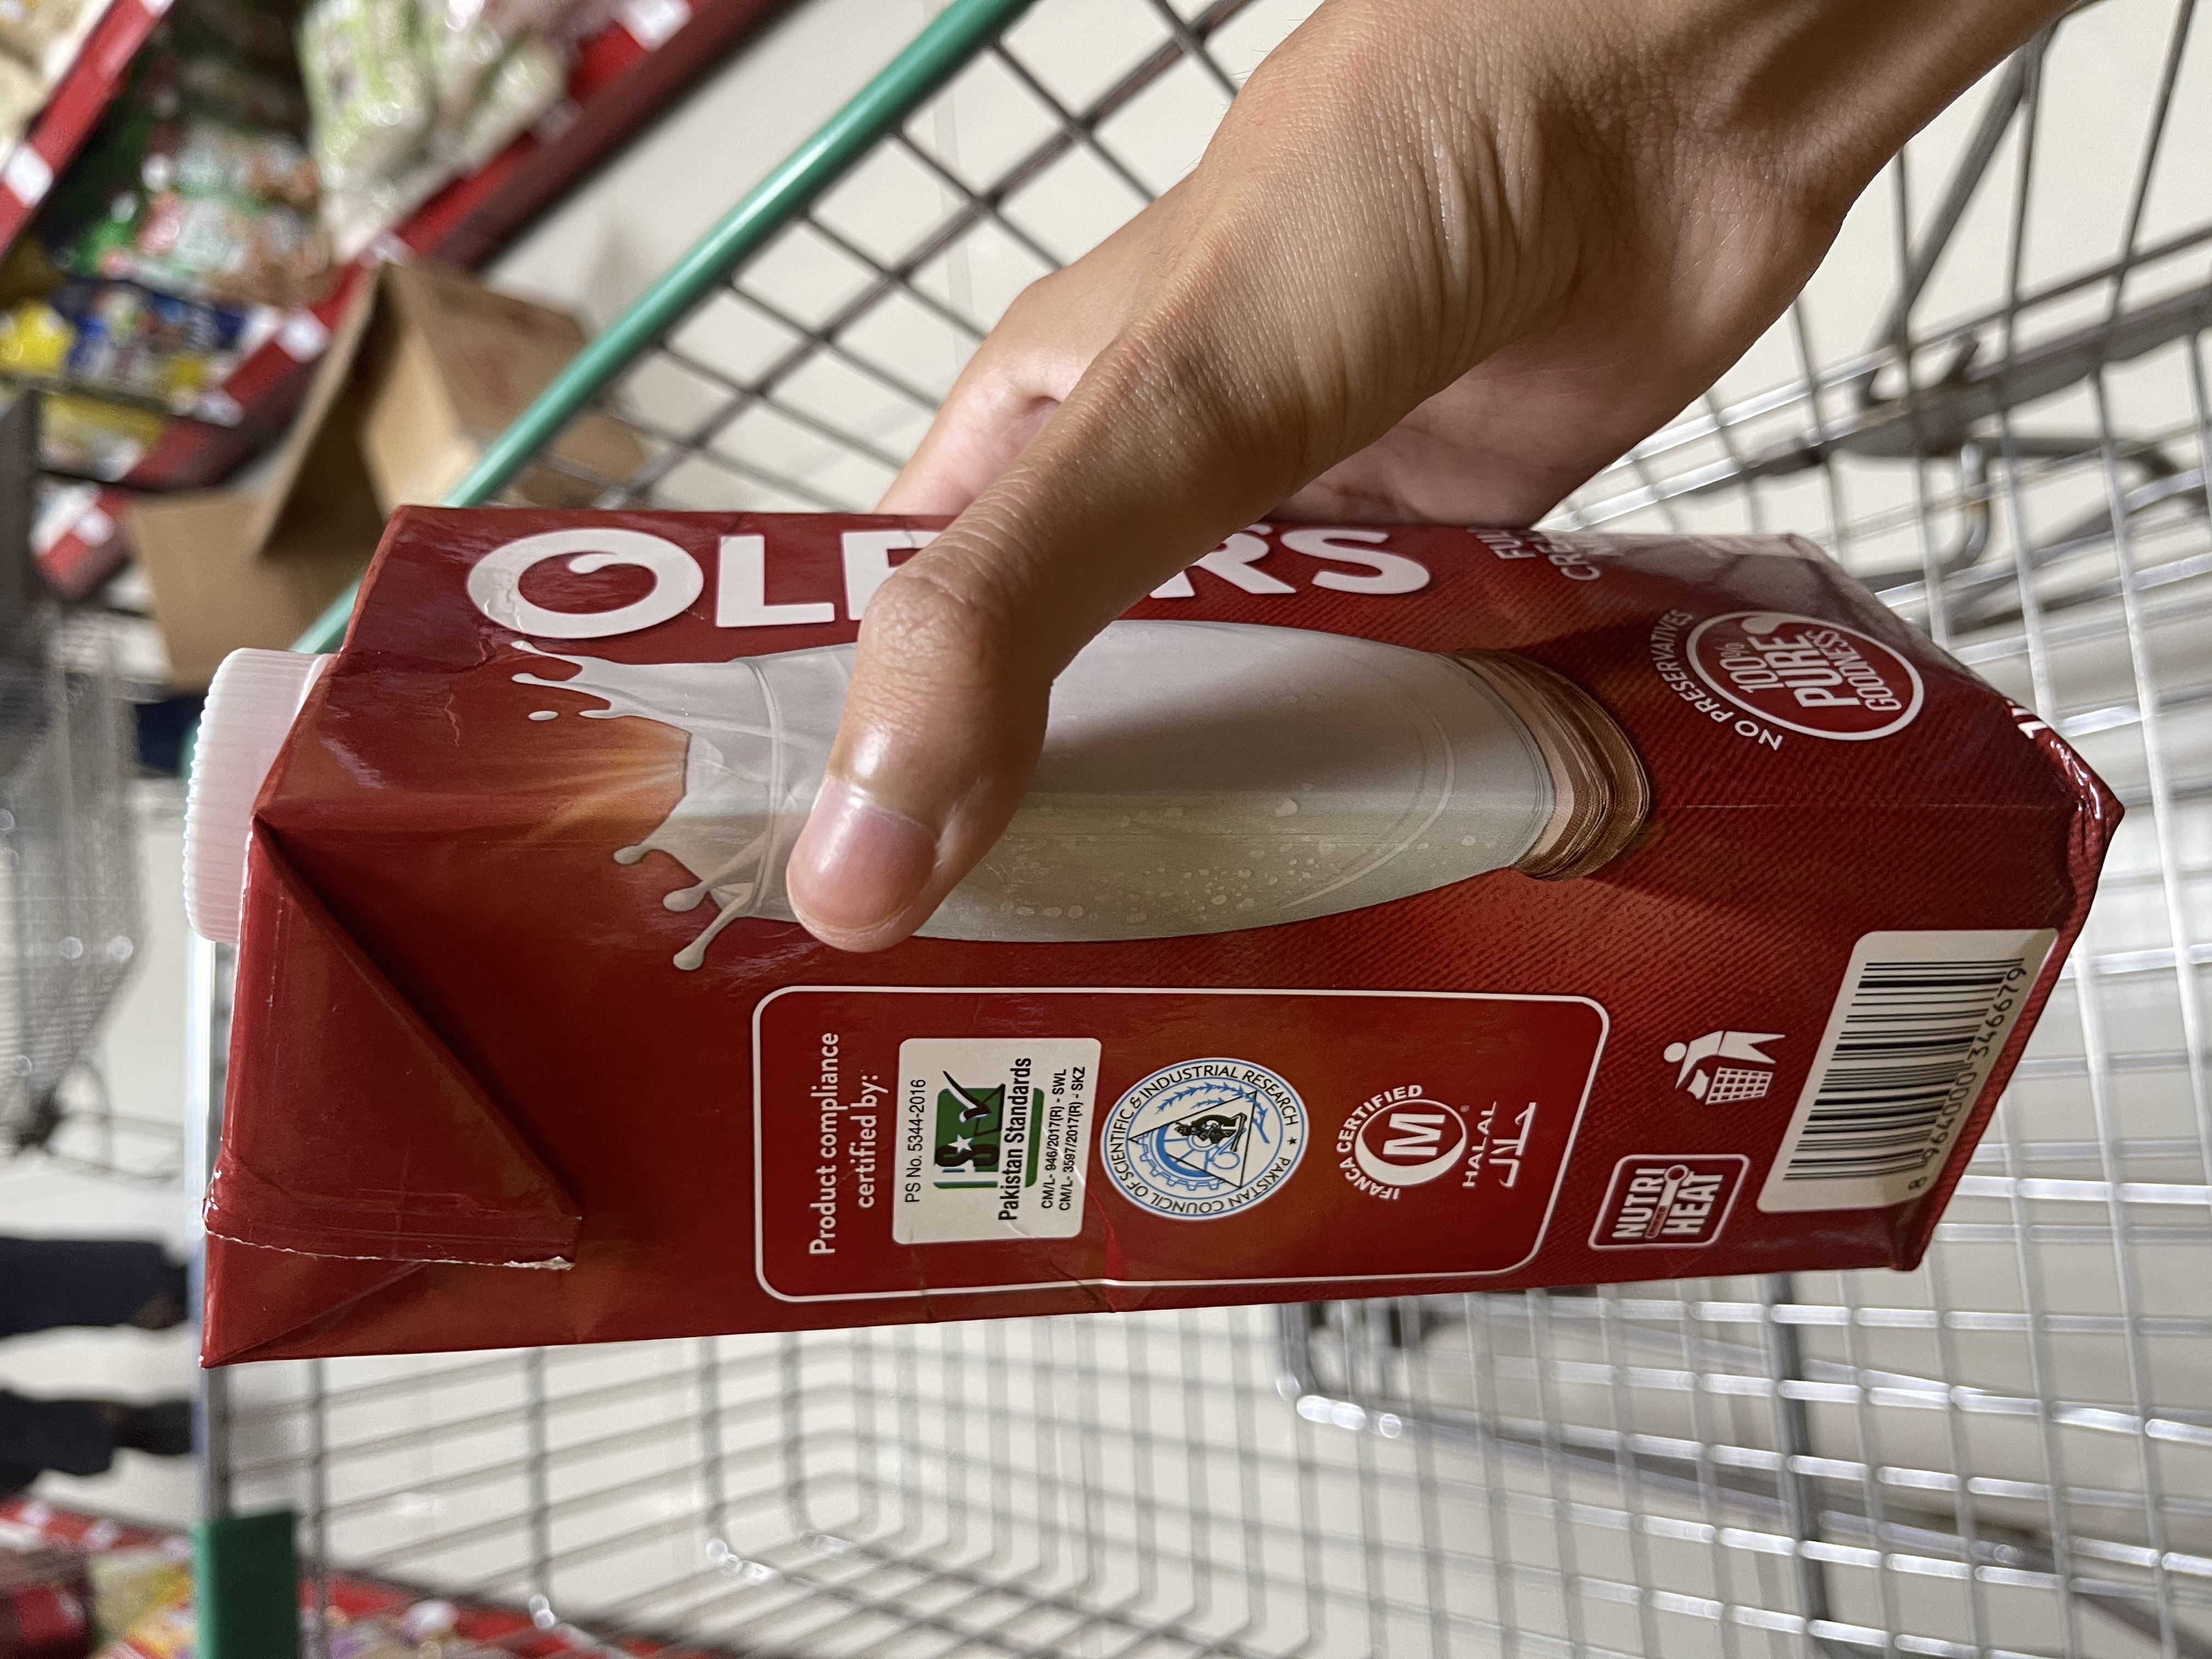 Product compliance
certified by:
PS No. 5344-2016
PS
Pakistan Standards
CM/L- 946/2017(R) - SWL
CM/L- 3597/2017(R) - SKZ
PAKISTAN COUNCIL OF SCIENTIFIC & INDUSTRIAL RESEARCH
IFANCA CERTIFIED
M
®
HALAL
حلال
NUTRI
HEAT
8 964000 346679
NO PRESERVATIVES
100%
PURE
GOODNESS